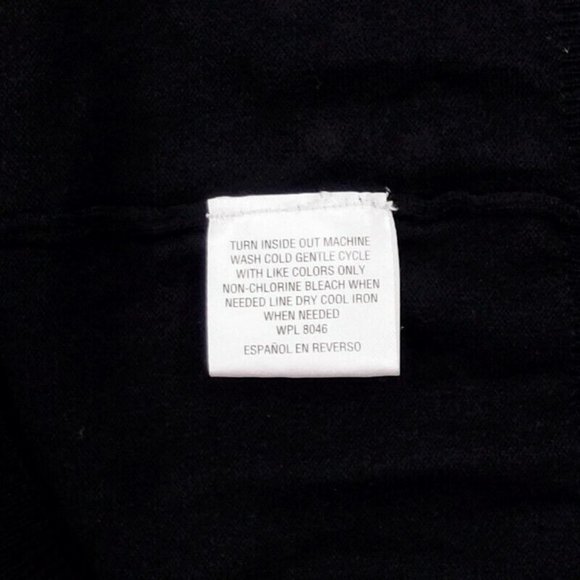 TURN INSIDE OUT MACHINE
WASH COLD GENTLE CYCLE
WITH LIKE COLORS ONLY
NON-CHLORINE BLEACH WHEN
NEEDED LINE DRY COOL IRON
WHEN NEEDED
WPL 8046
ESPAÑOL EN REVERSO